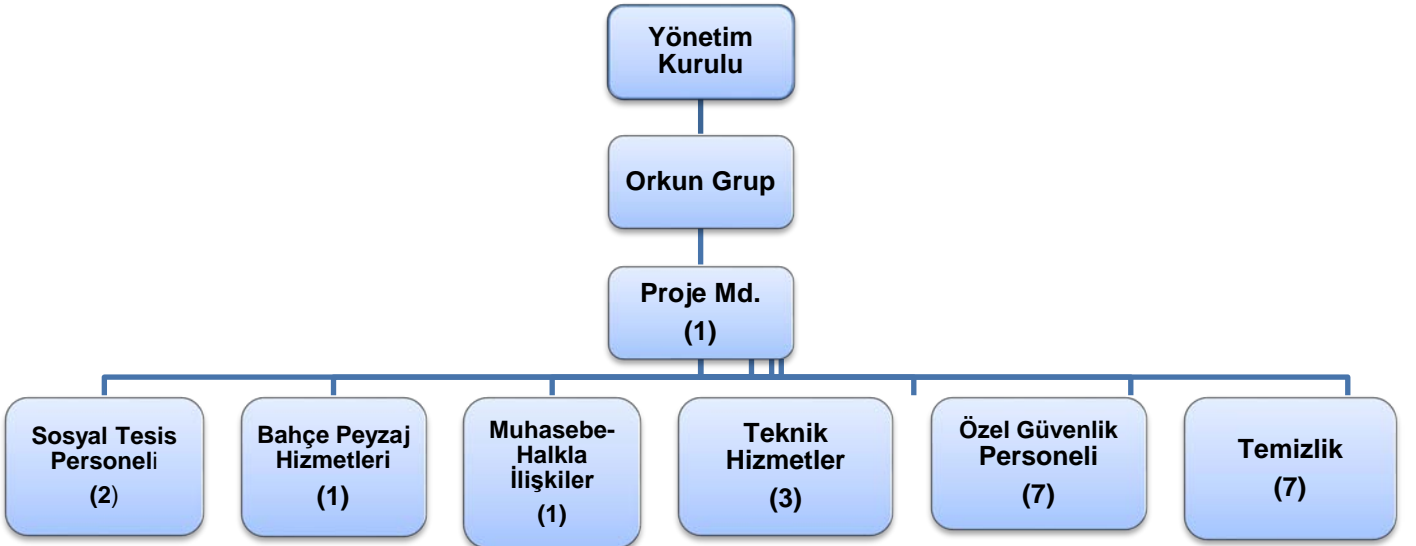 Yönetim
Kurulu
Orkun Grup
Proje Md.
(1)
Sosyal Tesis
Personeli
(2)
Bahçe Peyzaj
Hizmetleri
(1)
Muhasebe-
Halkla
İlişkiler
(1)
Teknik
Hizmetler
(3)
Özel Güvenlik
Personeli
(7)
Temizlik
(7)